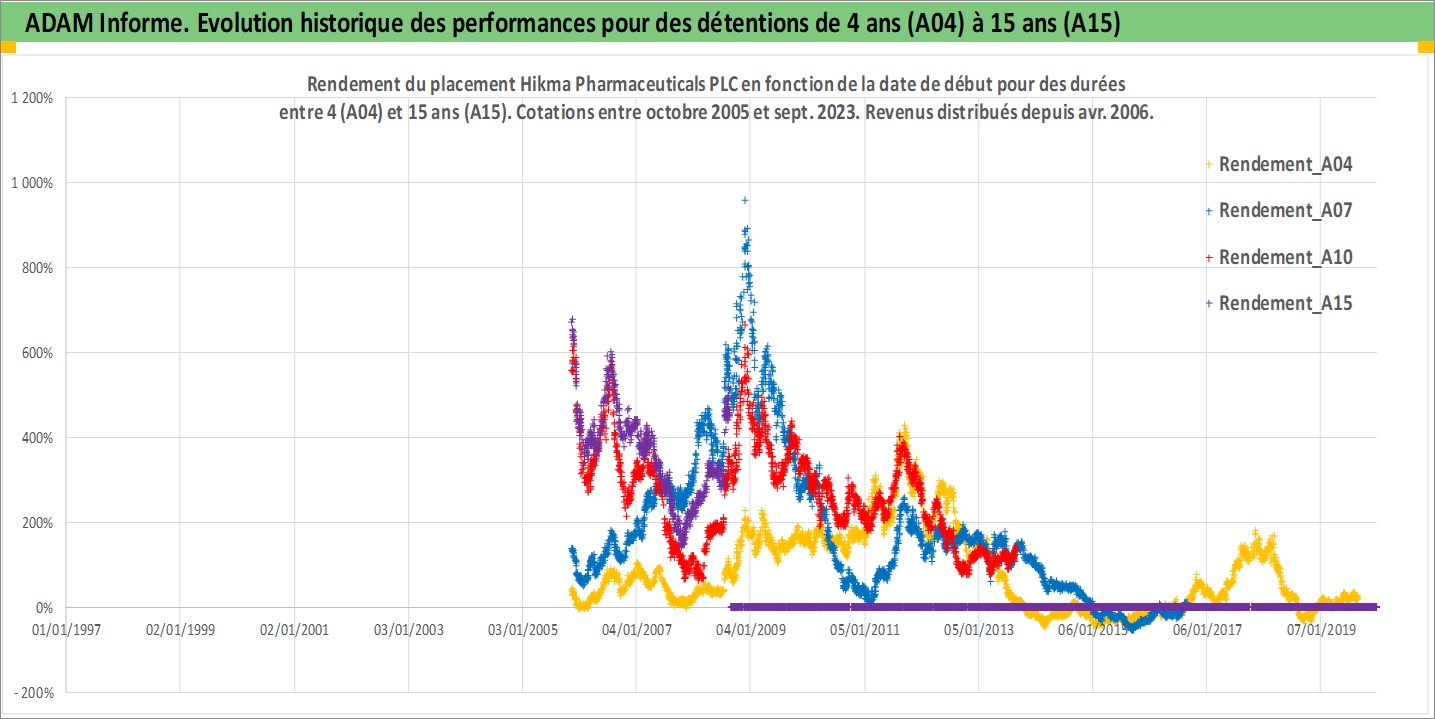 ADAM Informe. Evolution historique des performances pour des détentions de 4 ans (A04) à 15 ans (A15)
Rendement du placement Hikma Pharmaceuticals PLC en fonction de la date de début pour des durées
entre 4 (A04) et 15 ans (A15). Cotations entre octobre 2005 et sept. 2023. Revenus distribués depuis avr. 2006.
1 200%
1 000%
800%
600%
400%
200%
0%
-200%
Rendement_A04
Rendement_A07
Rendement_A10
Rendement_A15
01/01/1997
02/01/1999
02/01/2001
03/01/2003
03/01/2005
04/01/2007
04/01/2009
05/01/2011
05/01/2013
06/01/2015
06/01/2017
07/01/2019